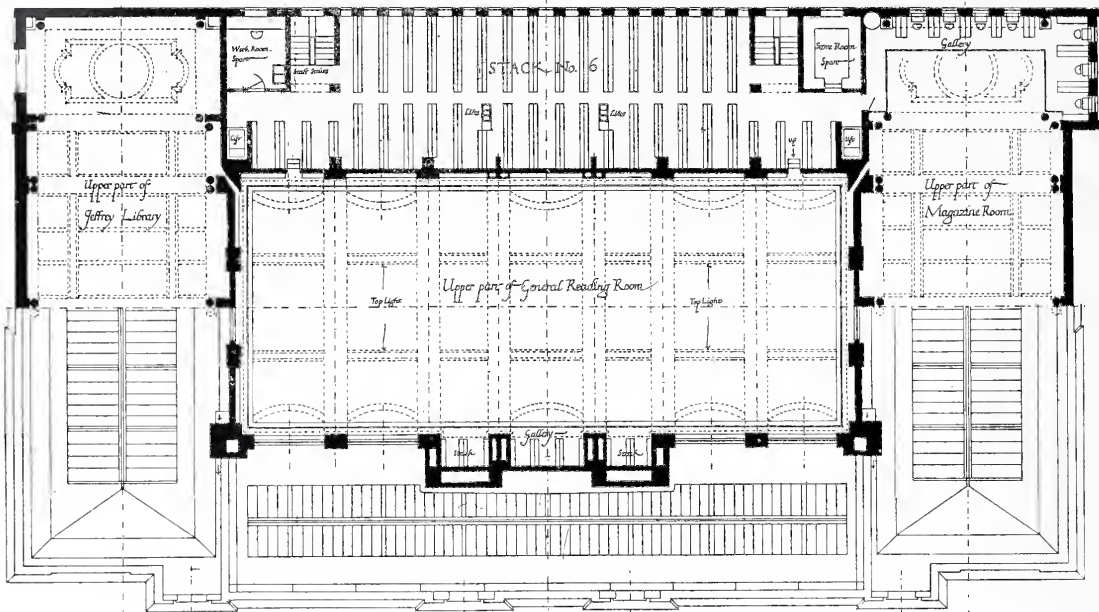 Work Room
Spare
Staff Stairs
STACK No. 6
Store Room
Spare
Gallery
Lifts
Lifts
Lift
up
Lift
Upper part of
Jeffrey Library
Upper part of
Magazine Room
Upper part of General Reading Room
Top Light
Top Light
Gallery
Stack
Stack